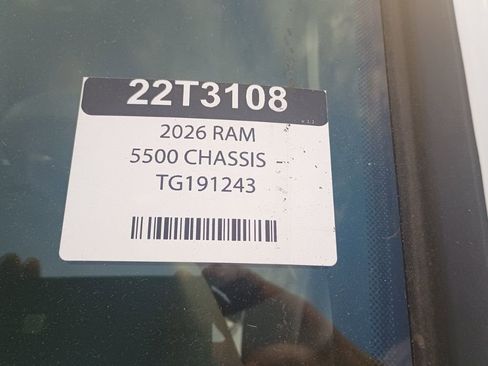 22T3108
2026 RAM
5500 CHASSIS -
TG191243